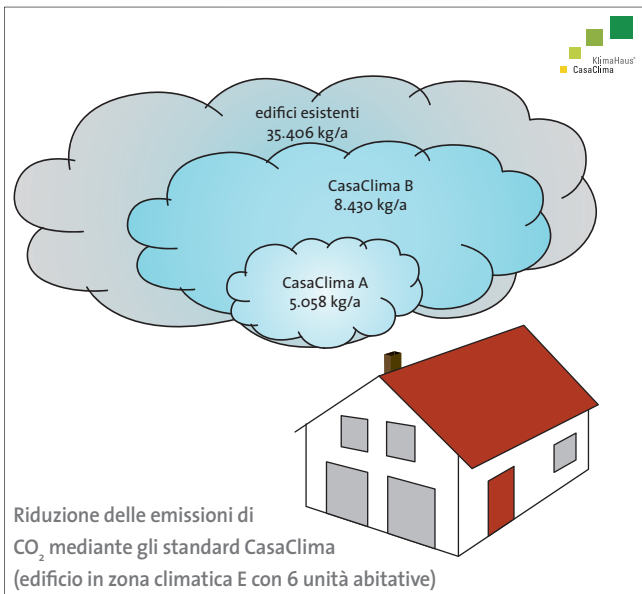 KlimaHaus®
CasaClima
edifici esistenti
35.406 kg/a
CasaClima B
8.430 kg/a
CasaClima A
5.058 kg/a
Riduzione delle emissioni di
CO₂ mediante gli standard CasaClima
(edificio in zona climatica E con 6 unità abitative)